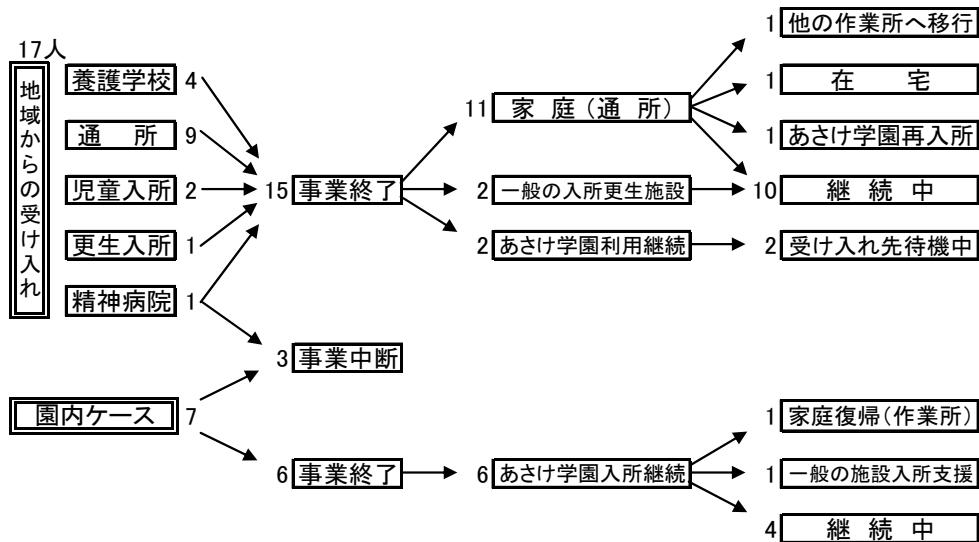 17人
地域からの受け入れ
養護学校 4
通 所 9
児童入所 2
更生入所 1
精神病院 1
園内ケース 7
15 事業終了
3 事業中断
6 事業終了
11 家 庭（通 所）
2 一般の入所更生施設
2 あさけ学園利用継続
6 あさけ学園入所継続
1 他の作業所へ移行
1 在 宅
1 あさけ学園再入所
10 継 続 中
2 受け入れ先待機中
1 家庭復帰（作業所）
1 一般の施設入所支援
4 継 続 中